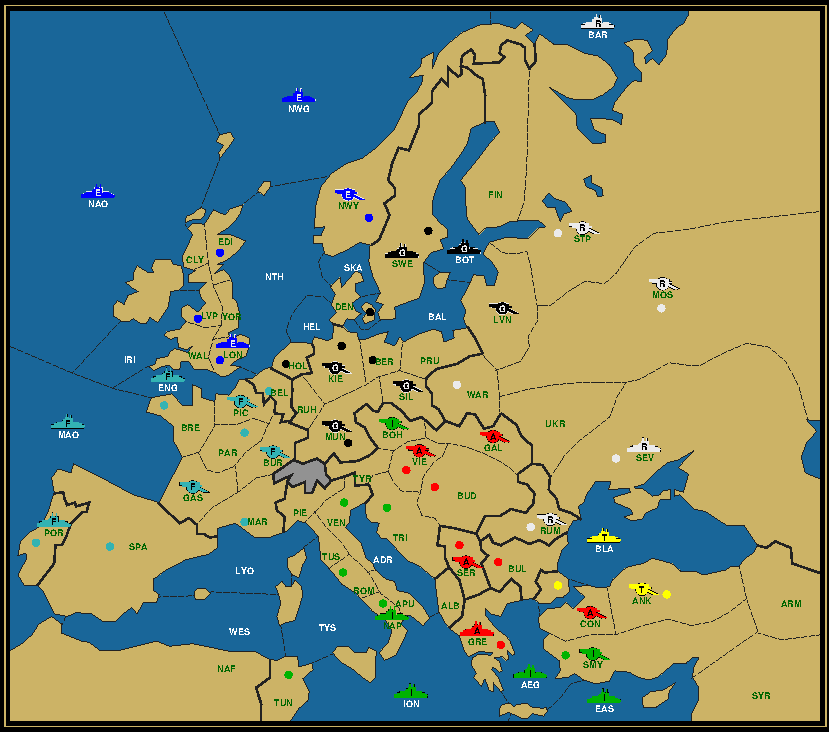 R
BAR
E
NWG
E
NAO
E
NWY
FIN
R
STP
EDI
CLY
G
SWE
G
BOT
SKA
NTH
R
MOS
DEN
G
LVN
LVP YOR
HEL
BAL
E
WAL LON
IRI
HOL
BER
PRU
G
KIE
F
ENG
G
SIL
WAR
BEL
F
PIC
RUH
F
MAO
BRE
G
MUN
I
BOH
A
GAL
UKR
PAR
F
BUR
A
VIE
R
SEV
TYR
F
GAS
BUD
PIE
VEN
F
POR
MAR
R
RUM
SPA
TRI
T
BLA
TUS
ADR
LYO
A
SER
BUL
ROM
APU
ALB
T
ANK
ARM
I
NAP
A
CON
WES
TYS
A
GRE
I
SMY
NAF
AEG
I
ION
I
EAS
TUN
SYR